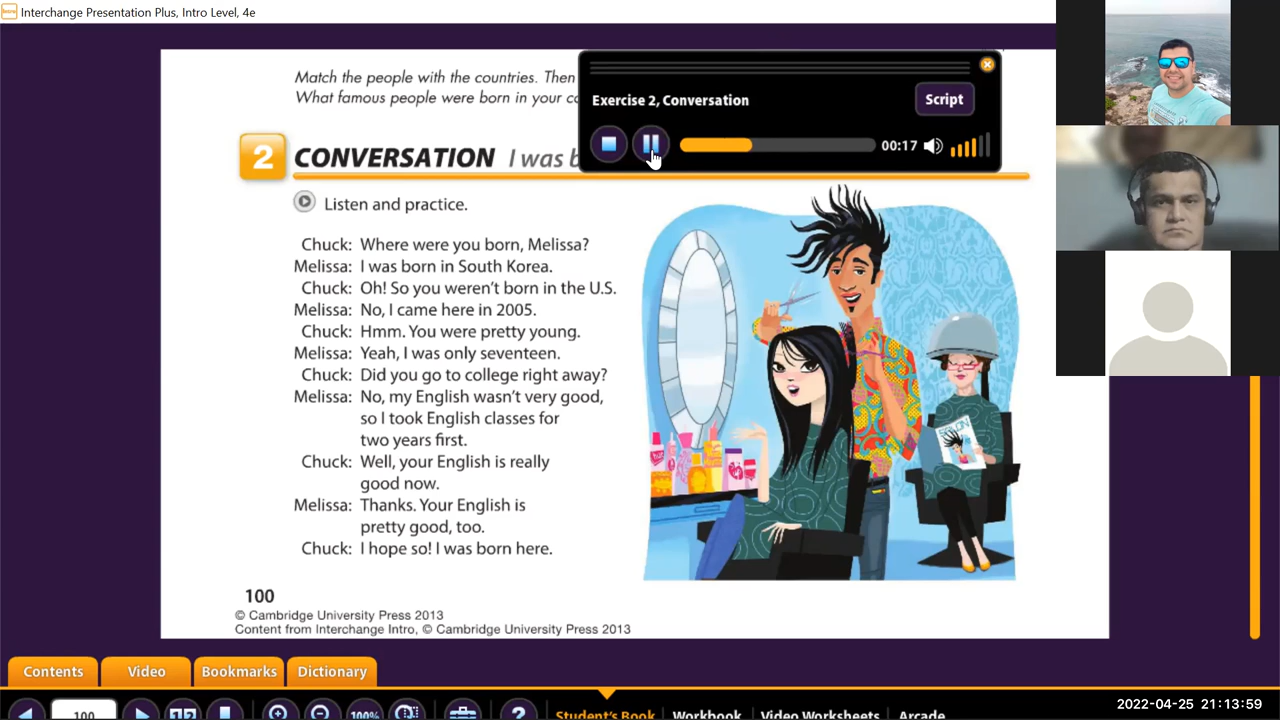 Interchange Presentation Plus, Intro Level, 4e
Match the people with the countries. Then
What famous people were born in your co
Exercise 2, Conversation
Script
00:17
2 CONVERSATION I was b
Listen and practice.
Chuck: Where were you born, Melissa?
Melissa: I was born in South Korea.
Chuck: Oh! So you weren't born in the U.S.
Melissa: No, I came here in 2005.
Chuck: Hmm. You were pretty young.
Melissa: Yeah, I was only seventeen.
Chuck: Did you go to college right away?
Melissa: No, my English wasn't very good,
so I took English classes for
two years first.
Chuck: Well, your English is really
good now.
Melissa: Thanks. Your English is
pretty good, too.
Chuck: I hope so! I was born here.
100
© Cambridge University Press 2013
Content from Interchange Intro, © Cambridge University Press 2013
Contents Video Bookmarks Dictionary
100 100% ? Student's Book Workbook Video Worksheets Arcade
2022-04-25 21:13:59